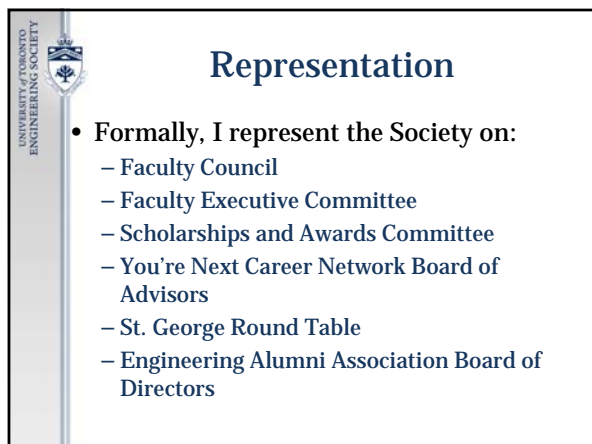 UNIVERSITY of TORONTO
ENGINEERING SOCIETY
Representation
• Formally, I represent the Society on:
– Faculty Council
– Faculty Executive Committee
– Scholarships and Awards Committee
– You're Next Career Network Board of
Advisors
– St. George Round Table
– Engineering Alumni Association Board of
Directors